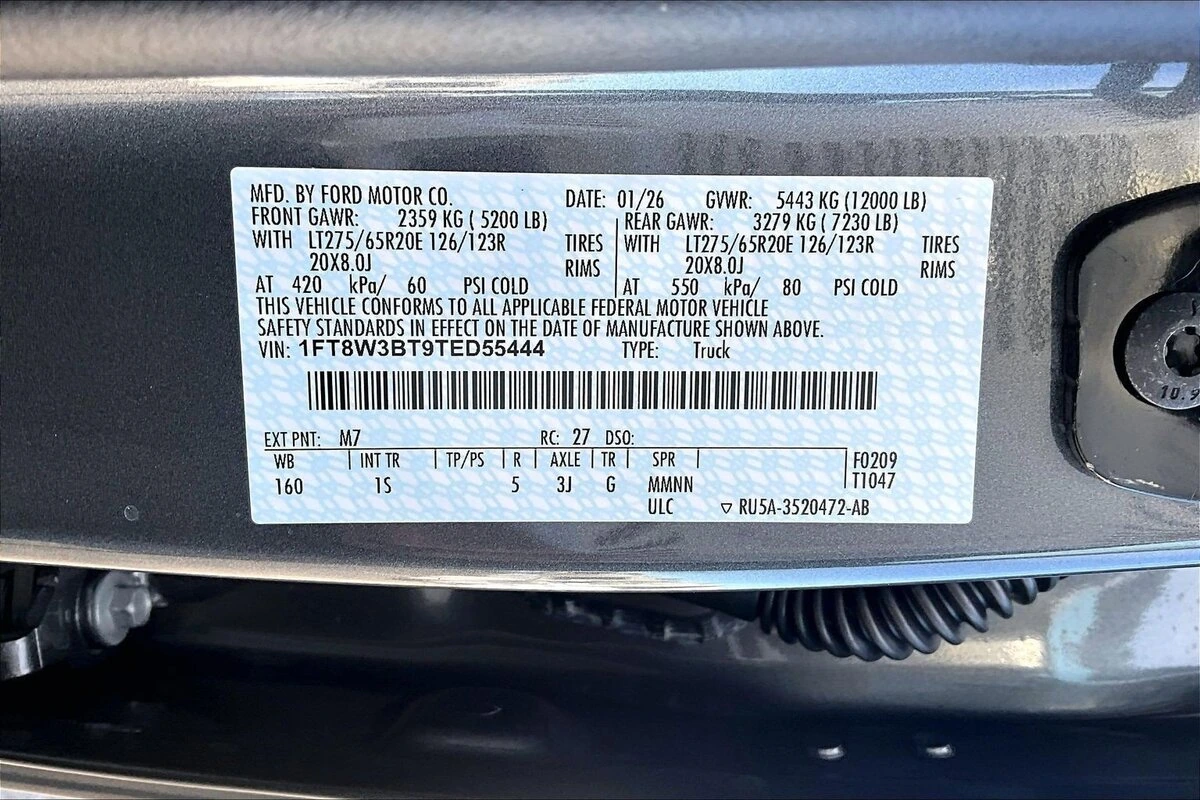 MFD. BY FORD MOTOR CO. DATE: 01/26 GVWR: 5443 KG (12000 LB)
FRONT GAWR: 2359 KG ( 5200 LB) REAR GAWR: 3279 KG ( 7230 LB)
WITH LT275/65R20E 126/123R TIRES WITH LT275/65R20E 126/123R TIRES
20X8.0J RIMS 20X8.0J RIMS
AT 420 kPa/ 60 PSI COLD AT 550 kPa/ 80 PSI COLD
THIS VEHICLE CONFORMS TO ALL APPLICABLE FEDERAL MOTOR VEHICLE
SAFETY STANDARDS IN EFFECT ON THE DATE OF MANUFACTURE SHOWN ABOVE.
VIN: 1FT8W3BT9TED55444 TYPE: Truck
10.9
EXT PNT: M7 RC: 27 DSO:
WB INT TR TP/PS R AXLE TR SPR F0209
160 1S 5 3J G MMNN T1047
ULC ▽ RU5A-3520472-AB